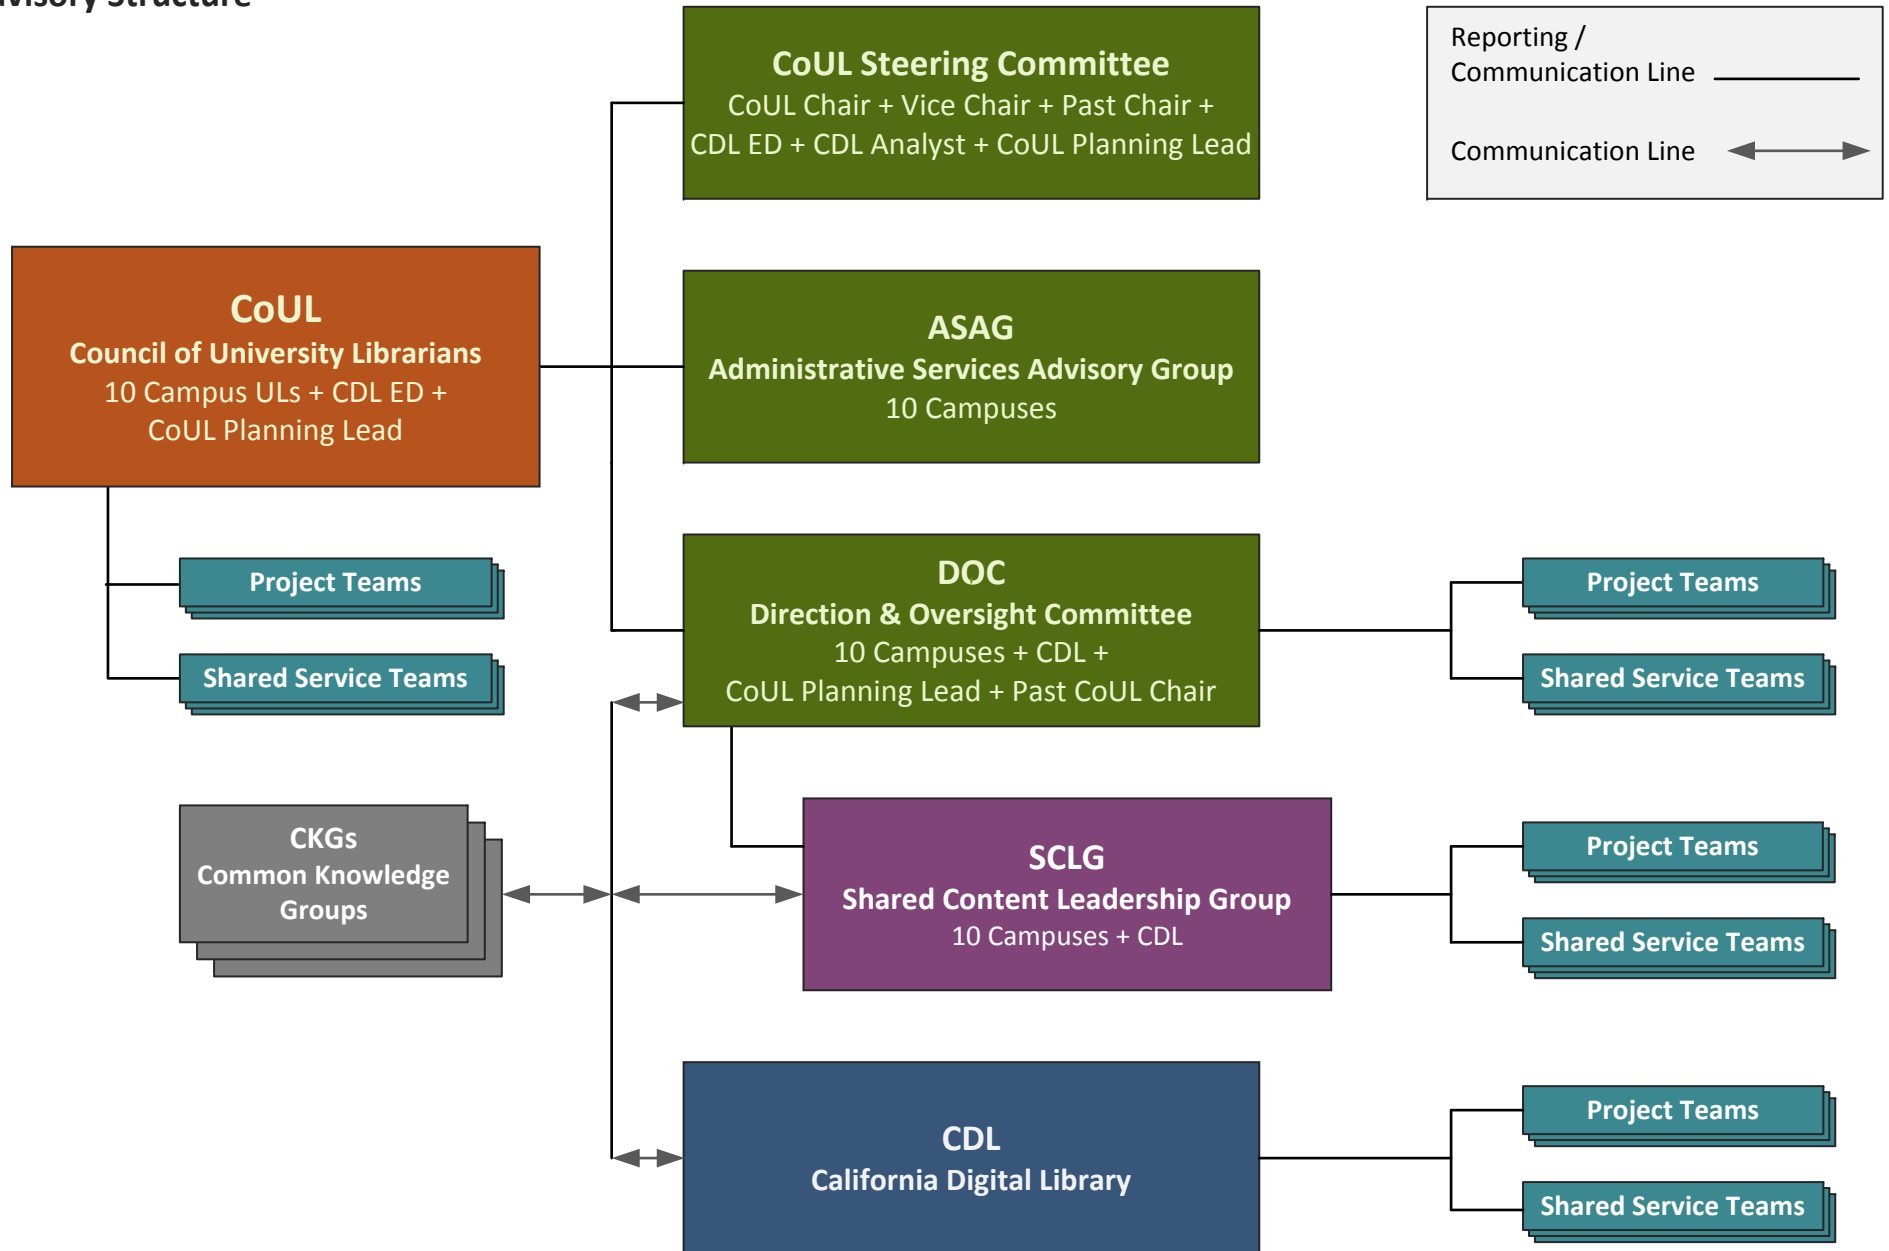 Structure
CoUL Steering Committee
CoUL Chair + Vice Chair + Past Chair +
CDL ED + CDL Analyst + CoUL Planning Lead
Reporting /
Communication Line
Communication Line
CoUL
Council of University Librarians
10 Campus ULs + CDL ED +
CoUL Planning Lead
ASAG
Administrative Services Advisory Group
10 Campuses
Project Teams
Shared Service Teams
DOC
Direction & Oversight Committee
10 Campuses + CDL +
CoUL Planning Lead + Past CoUL Chair
Project Teams
Shared Service Teams
CKGs
Common Knowledge
Groups
SCLG
Shared Content Leadership Group
10 Campuses + CDL
Project Teams
Shared Service Teams
CDL
California Digital Library
Project Teams
Shared Service Teams